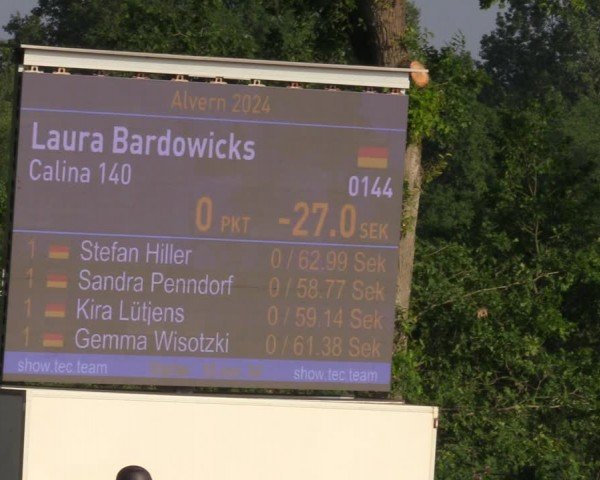 Alvern 2024
Laura Bardowicks
Calina 140
0144
0 PKT -27.0 SEK
1 Stefan Hiller 0 / 62.99 Sek
1 Sandra Penndorf 0 / 58.77 Sek
1 Kira Lütjens 0 / 59.14 Sek
1 Gemma Wisotzki 0 / 61.38 Sek
show.tec.team show.tec.team